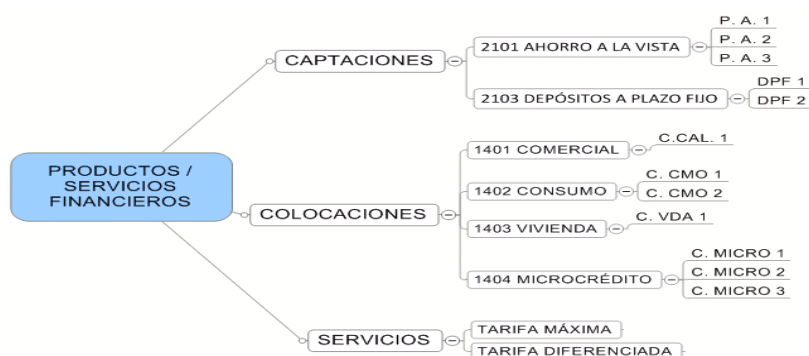 PRODUCTOS /
SERVICIOS
FINANCIEROS
CAPTACIONES
2101 AHORRO A LA VISTA
P. A. 1
P. A. 2
P. A. 3
2103 DEPÓSITOS A PLAZO FIJO
DPF 1
DPF 2
COLOCACIONES
1401 COMERCIAL
C.CAL. 1
1402 CONSUMO
C. CMO 1
C. CMO 2
1403 VIVIENDA
C. VDA 1
1404 MICROCRÉDITO
C. MICRO 1
C. MICRO 2
C. MICRO 3
SERVICIOS
TARIFA MÁXIMA
TARIFA DIFERENCIADA